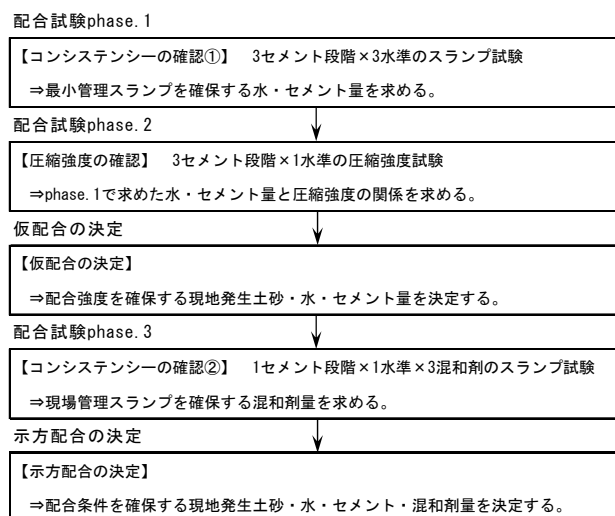 配合試験phase.1
【コンシステンシーの確認①】　3セメント段階×3水準のスランプ試験
⇒最小管理スランプを確保する水・セメント量を求める。
配合試験phase.2
【圧縮強度の確認】　3セメント段階×1水準の圧縮強度試験
⇒phase.1で求めた水・セメント量と圧縮強度の関係を求める。
仮配合の決定
【仮配合の決定】
⇒配合強度を確保する現地発生土砂・水・セメント量を決定する。
配合試験phase.3
【コンシステンシーの確認②】　1セメント段階×1水準×3混和剤のスランプ試験
⇒現場管理スランプを確保する混和剤量を求める。
示方配合の決定
【示方配合の決定】
⇒配合条件を確保する現地発生土砂・水・セメント・混和剤量を決定する。